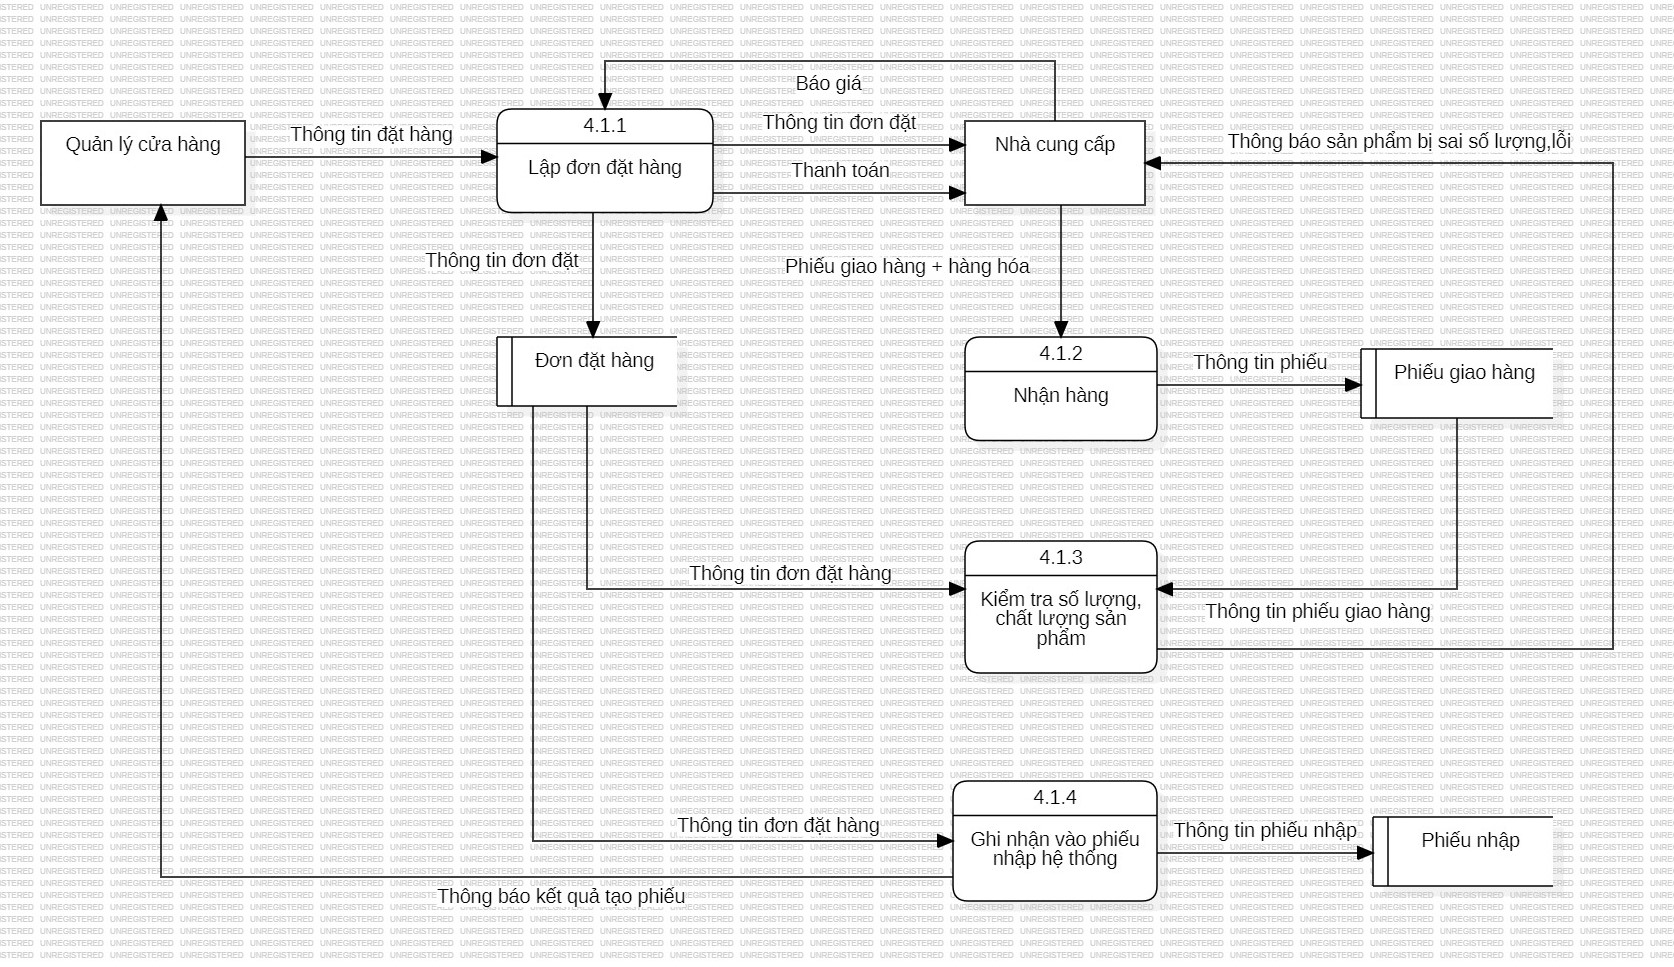 Báo giá
4.1.1
Thông tin đơn đặt
Quản lý cửa hàng
Thông tin đặt hàng
Lập đơn đặt hàng
Nhà cung cấp
Thông báo sản phẩm bị sai số lượng,lỗi
Thanh toán
Thông tin đơn đặt
Phiếu giao hàng + hàng hóa
Đơn đặt hàng
4.1.2
Nhận hàng
Thông tin phiếu
Phiếu giao hàng
4.1.3
Thông tin đơn đặt hàng
Kiểm tra số lượng,
chất lượng sản
phẩm
Thông tin phiếu giao hàng
4.1.4
Thông tin đơn đặt hàng
Ghi nhận vào phiếu
nhập hệ thống
Thông tin phiếu nhập
Phiếu nhập
Thông báo kết quả tạo phiếu
UNREGISTERED